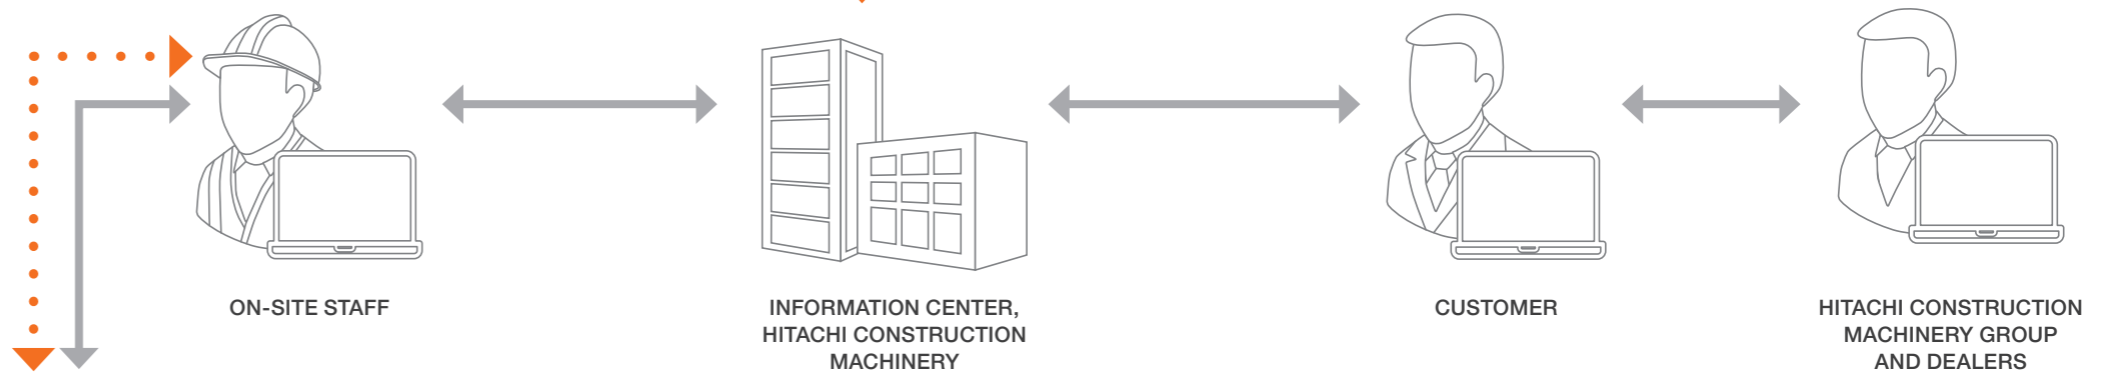 ON-SITE STAFF
INFORMATION CENTER,
HITACHI CONSTRUCTION
MACHINERY
CUSTOMER
HITACHI CONSTRUCTION
MACHINERY GROUP
AND DEALERS